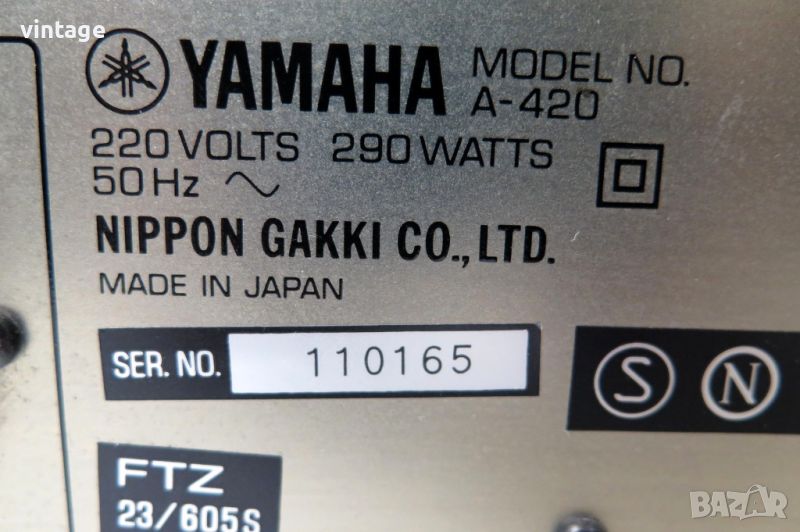 vintage
YAMAHA
MODEL NO.
A-420
220 VOLTS 290 WATTS
50 Hz
NIPPON GAKKI CO., LTD.
MADE IN JAPAN
SER. NO. 110165
S N
FTZ
23/605S
BAZAR